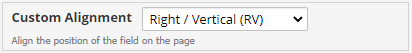 Custom Alignment Right / Vertical (RV)
Align the position of the field on the page